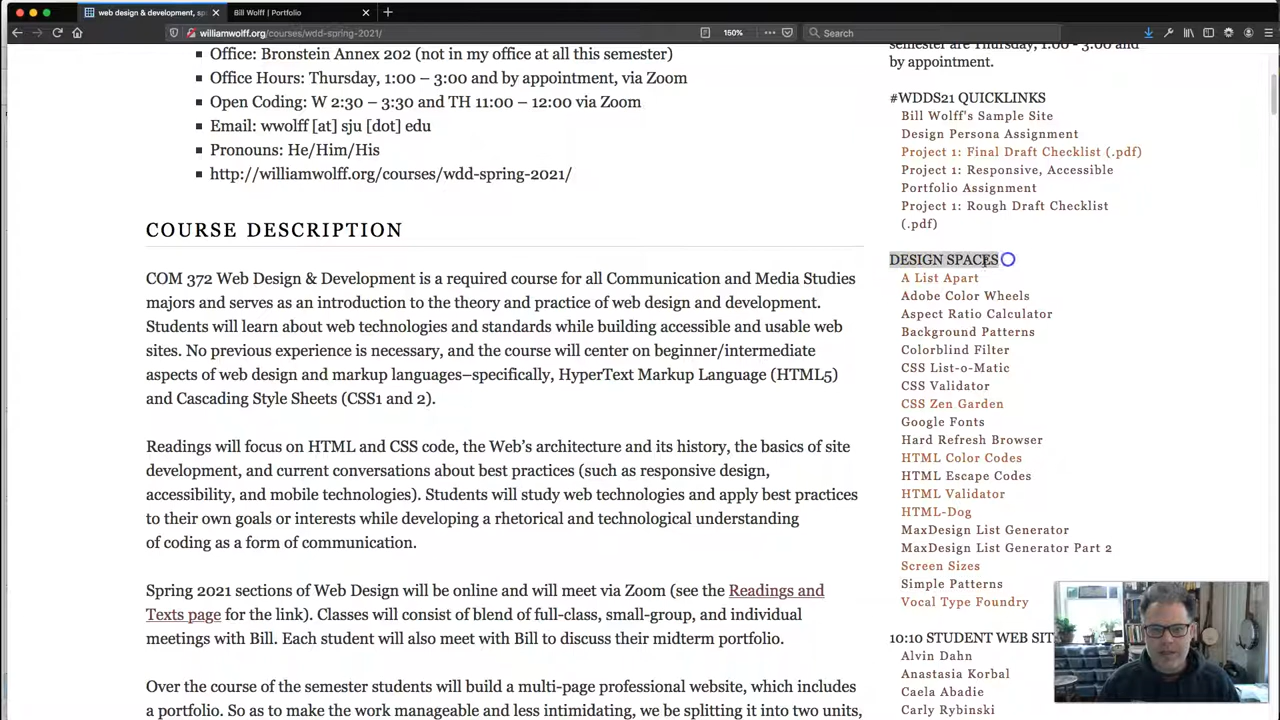 web design & development, sp
Bill Wolff | Portfolio
williamwolff.org/courses/wdd-spring-2021/
150%
Search
Office: Bronstein Annex 202 (not in my office at all this semester)
Office Hours: Thursday, 1:00 – 3:00 and by appointment, via Zoom
Open Coding: W 2:30 – 3:30 and TH 11:00 – 12:00 via Zoom
Email: wwolff [at] sju [dot] edu
Pronouns: He/Him/His
http://williamwolff.org/courses/wdd-spring-2021/
COURSE DESCRIPTION
COM 372 Web Design & Development is a required course for all Communication and Media Studies
majors and serves as an introduction to the theory and practice of web design and development.
Students will learn about web technologies and standards while building accessible and usable web
sites. No previous experience is necessary, and the course will center on beginner/intermediate
aspects of web design and markup languages–specifically, HyperText Markup Language (HTML5)
and Cascading Style Sheets (CSS1 and 2).
Readings will focus on HTML and CSS code, the Web's architecture and its history, the basics of site
development, and current conversations about best practices (such as responsive design,
accessibility, and mobile technologies). Students will study web technologies and apply best practices
to their own goals or interests while developing a rhetorical and technological understanding
of coding as a form of communication.
Spring 2021 sections of Web Design will be online and will meet via Zoom (see the Readings and
Texts page for the link). Classes will consist of blend of full-class, small-group, and individual
meetings with Bill. Each student will also meet with Bill to discuss their midterm portfolio.
Over the course of the semester students will build a multi-page professional website, which includes
a portfolio. So as to make the work manageable and less intimidating, we be splitting it into two units,
semester are Thursday, 1:00 - 3:00 and
by appointment.
#WDDS21 QUICKLINKS
Bill Wolff's Sample Site
Design Persona Assignment
Project 1: Final Draft Checklist (.pdf)
Project 1: Responsive, Accessible
Portfolio Assignment
Project 1: Rough Draft Checklist
(.pdf)
DESIGN SPACES
A List Apart
Adobe Color Wheels
Aspect Ratio Calculator
Background Patterns
Colorblind Filter
CSS List-o-Matic
CSS Validator
CSS Zen Garden
Google Fonts
Hard Refresh Browser
HTML Color Codes
HTML Escape Codes
HTML Validator
HTML-Dog
MaxDesign List Generator
MaxDesign List Generator Part 2
Screen Sizes
Simple Patterns
Vocal Type Foundry
10:10 STUDENT WEB SIT
Alvin Dahn
Anastasia Korbal
Caela Abadie
Carly Rybinski